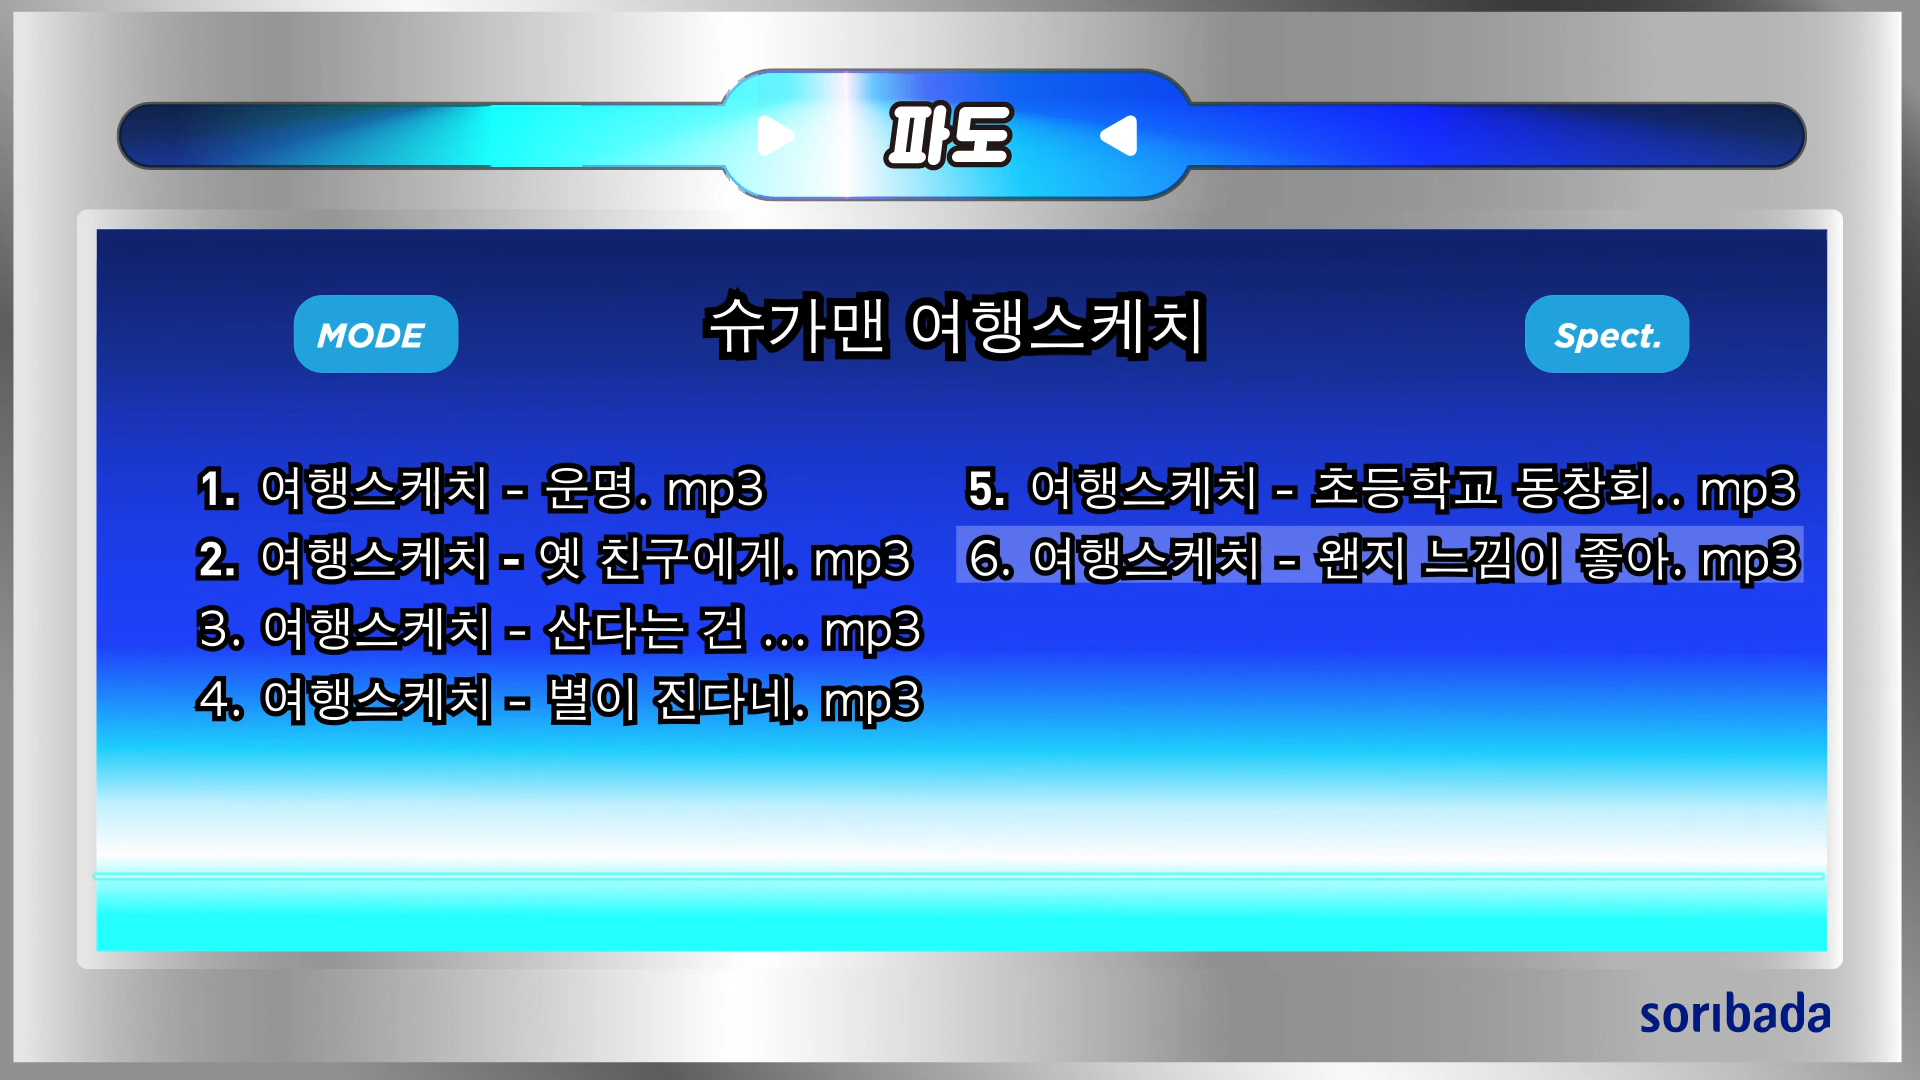 파도
MODE
슈가맨 여행스케치
Spect.
1. 여행스케치 - 운명. mp3
2. 여행스케치 - 옛 친구에게. mp3
3. 여행스케치 - 산다는 건 ... mp3
4. 여행스케치 - 별이 진다네. mp3
5. 여행스케치 - 초등학교 동창회.. mp3
6. 여행스케치 - 왠지 느낌이 좋아. mp3
soribada